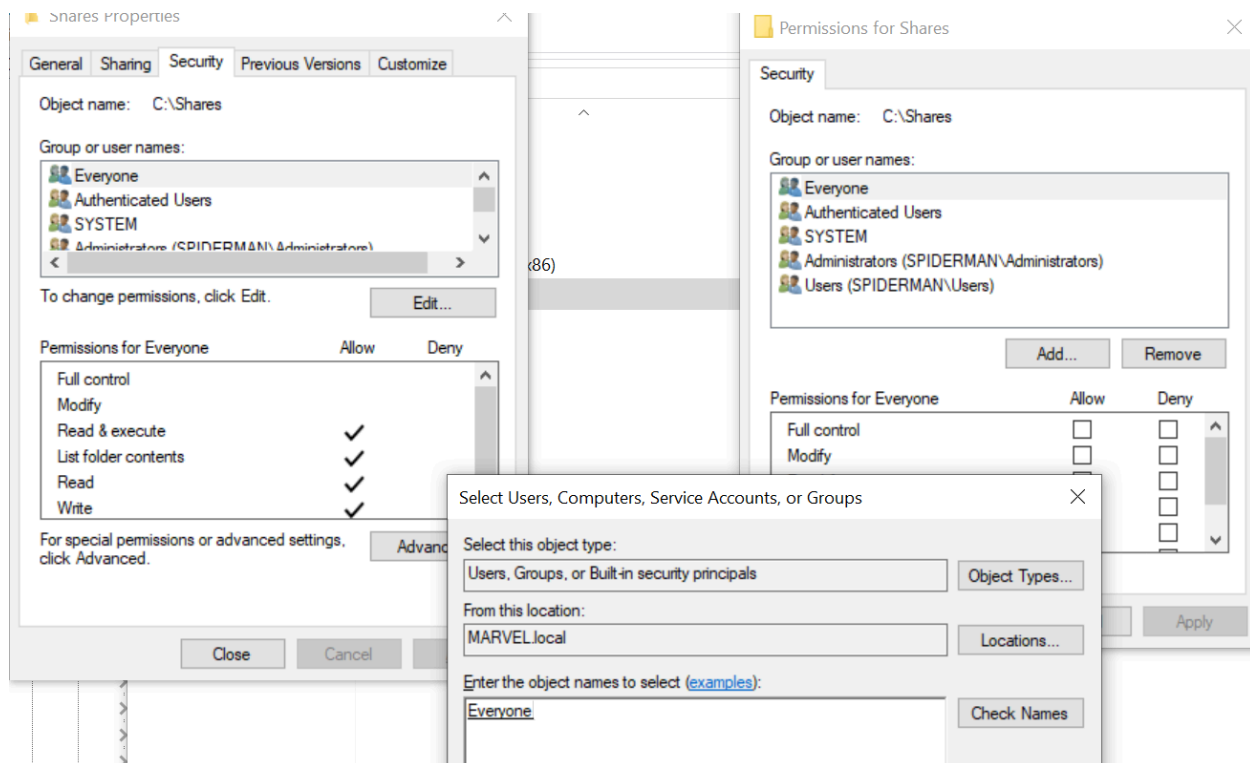 Shares Properties
General Sharing Security Previous Versions Customize
Object name: C:\Shares
Group or user names:
Everyone
Authenticated Users
SYSTEM
Administrators (SPIDERMAN\Administrators)
To change permissions, click Edit.
Edit...
Permissions for Everyone Allow Deny
Full control
Modify
Read & execute
List folder contents
Read
Write
For special permissions or advanced settings,
click Advanced.
Advanc
Close Cancel
x86)
Permissions for Shares
Security
Object name: C:\Shares
Group or user names:
Everyone
Authenticated Users
SYSTEM
Administrators (SPIDERMAN\Administrators)
Users (SPIDERMAN\Users)
Add... Remove
Permissions for Everyone Allow Deny
Full control
Modify
Apply
Select Users, Computers, Service Accounts, or Groups
Select this object type:
Users, Groups, or Built-in security principals
Object Types...
From this location:
MARVEL.local
Locations...
Enter the object names to select (examples):
Everyone
Check Names